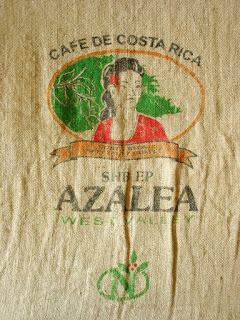 CAFE DE COSTA RICA
SHB EP
AZALEA
WEST VALLEY